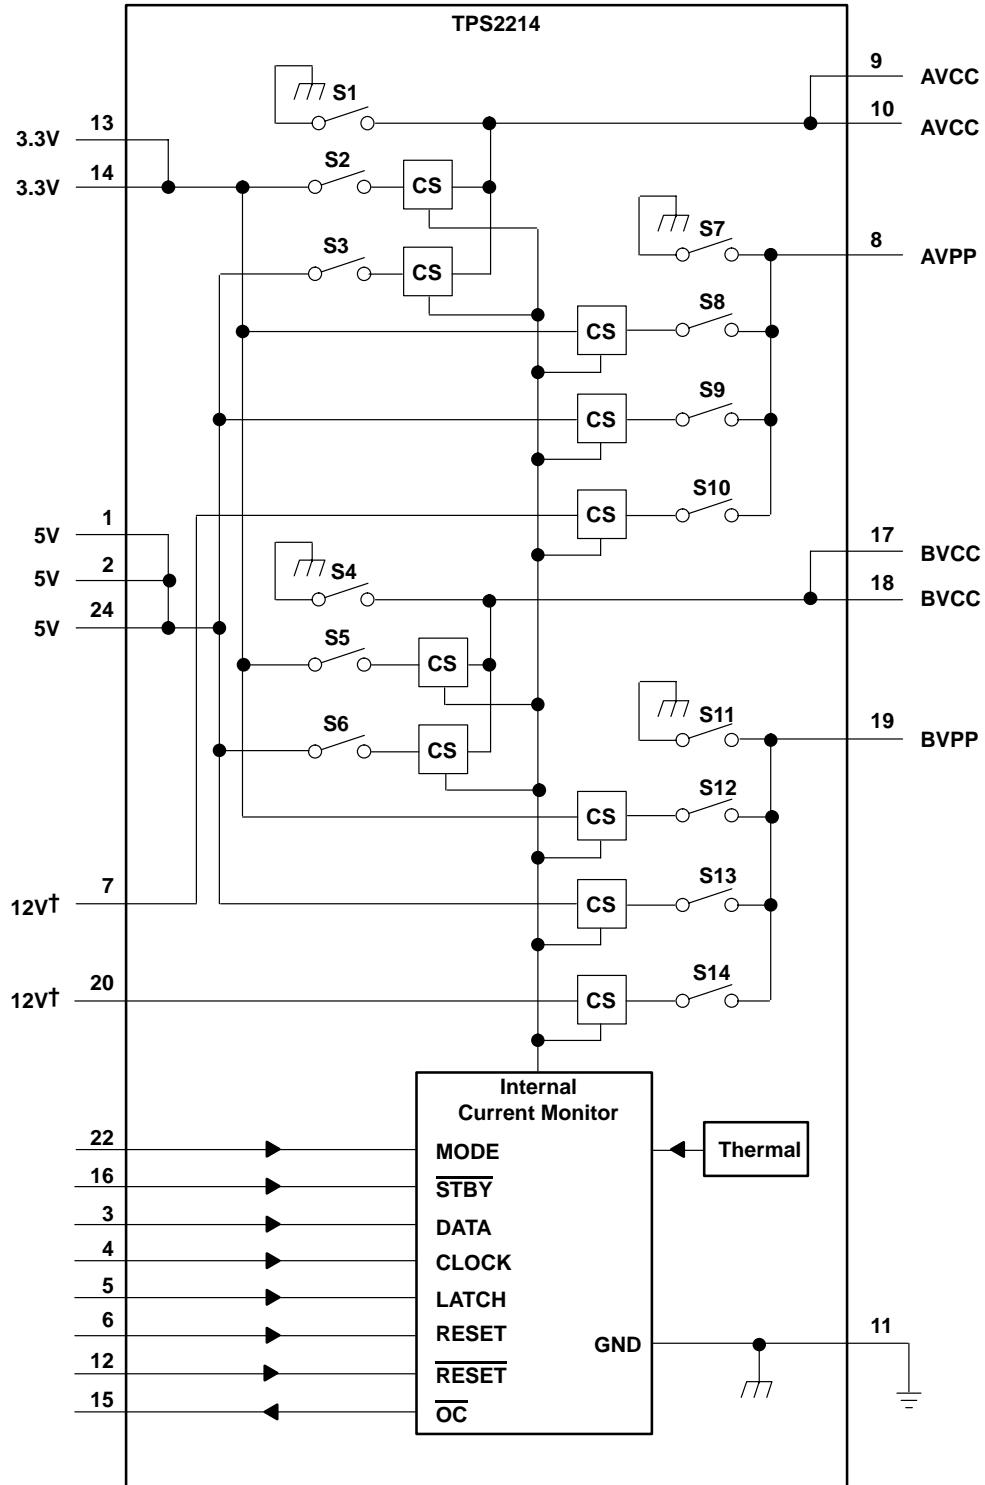 TPS2214
9
AVCC
S1
10
AVCC
13
3.3V
14
3.3V
S2
CS
S3
CS
S7
8
AVPP
S8
CS
S9
CS
S10
CS
1
5V
2
5V
24
5V
17
BVCC
18
BVCC
S4
S5
CS
S6
CS
S11
19
BVPP
S12
CS
S13
CS
7
12V†
S14
CS
20
12V†
Internal
Current Monitor
22
MODE
Thermal
16
STBY
3
DATA
4
CLOCK
5
LATCH
6
RESET
GND
11
12
RESET
15
OC